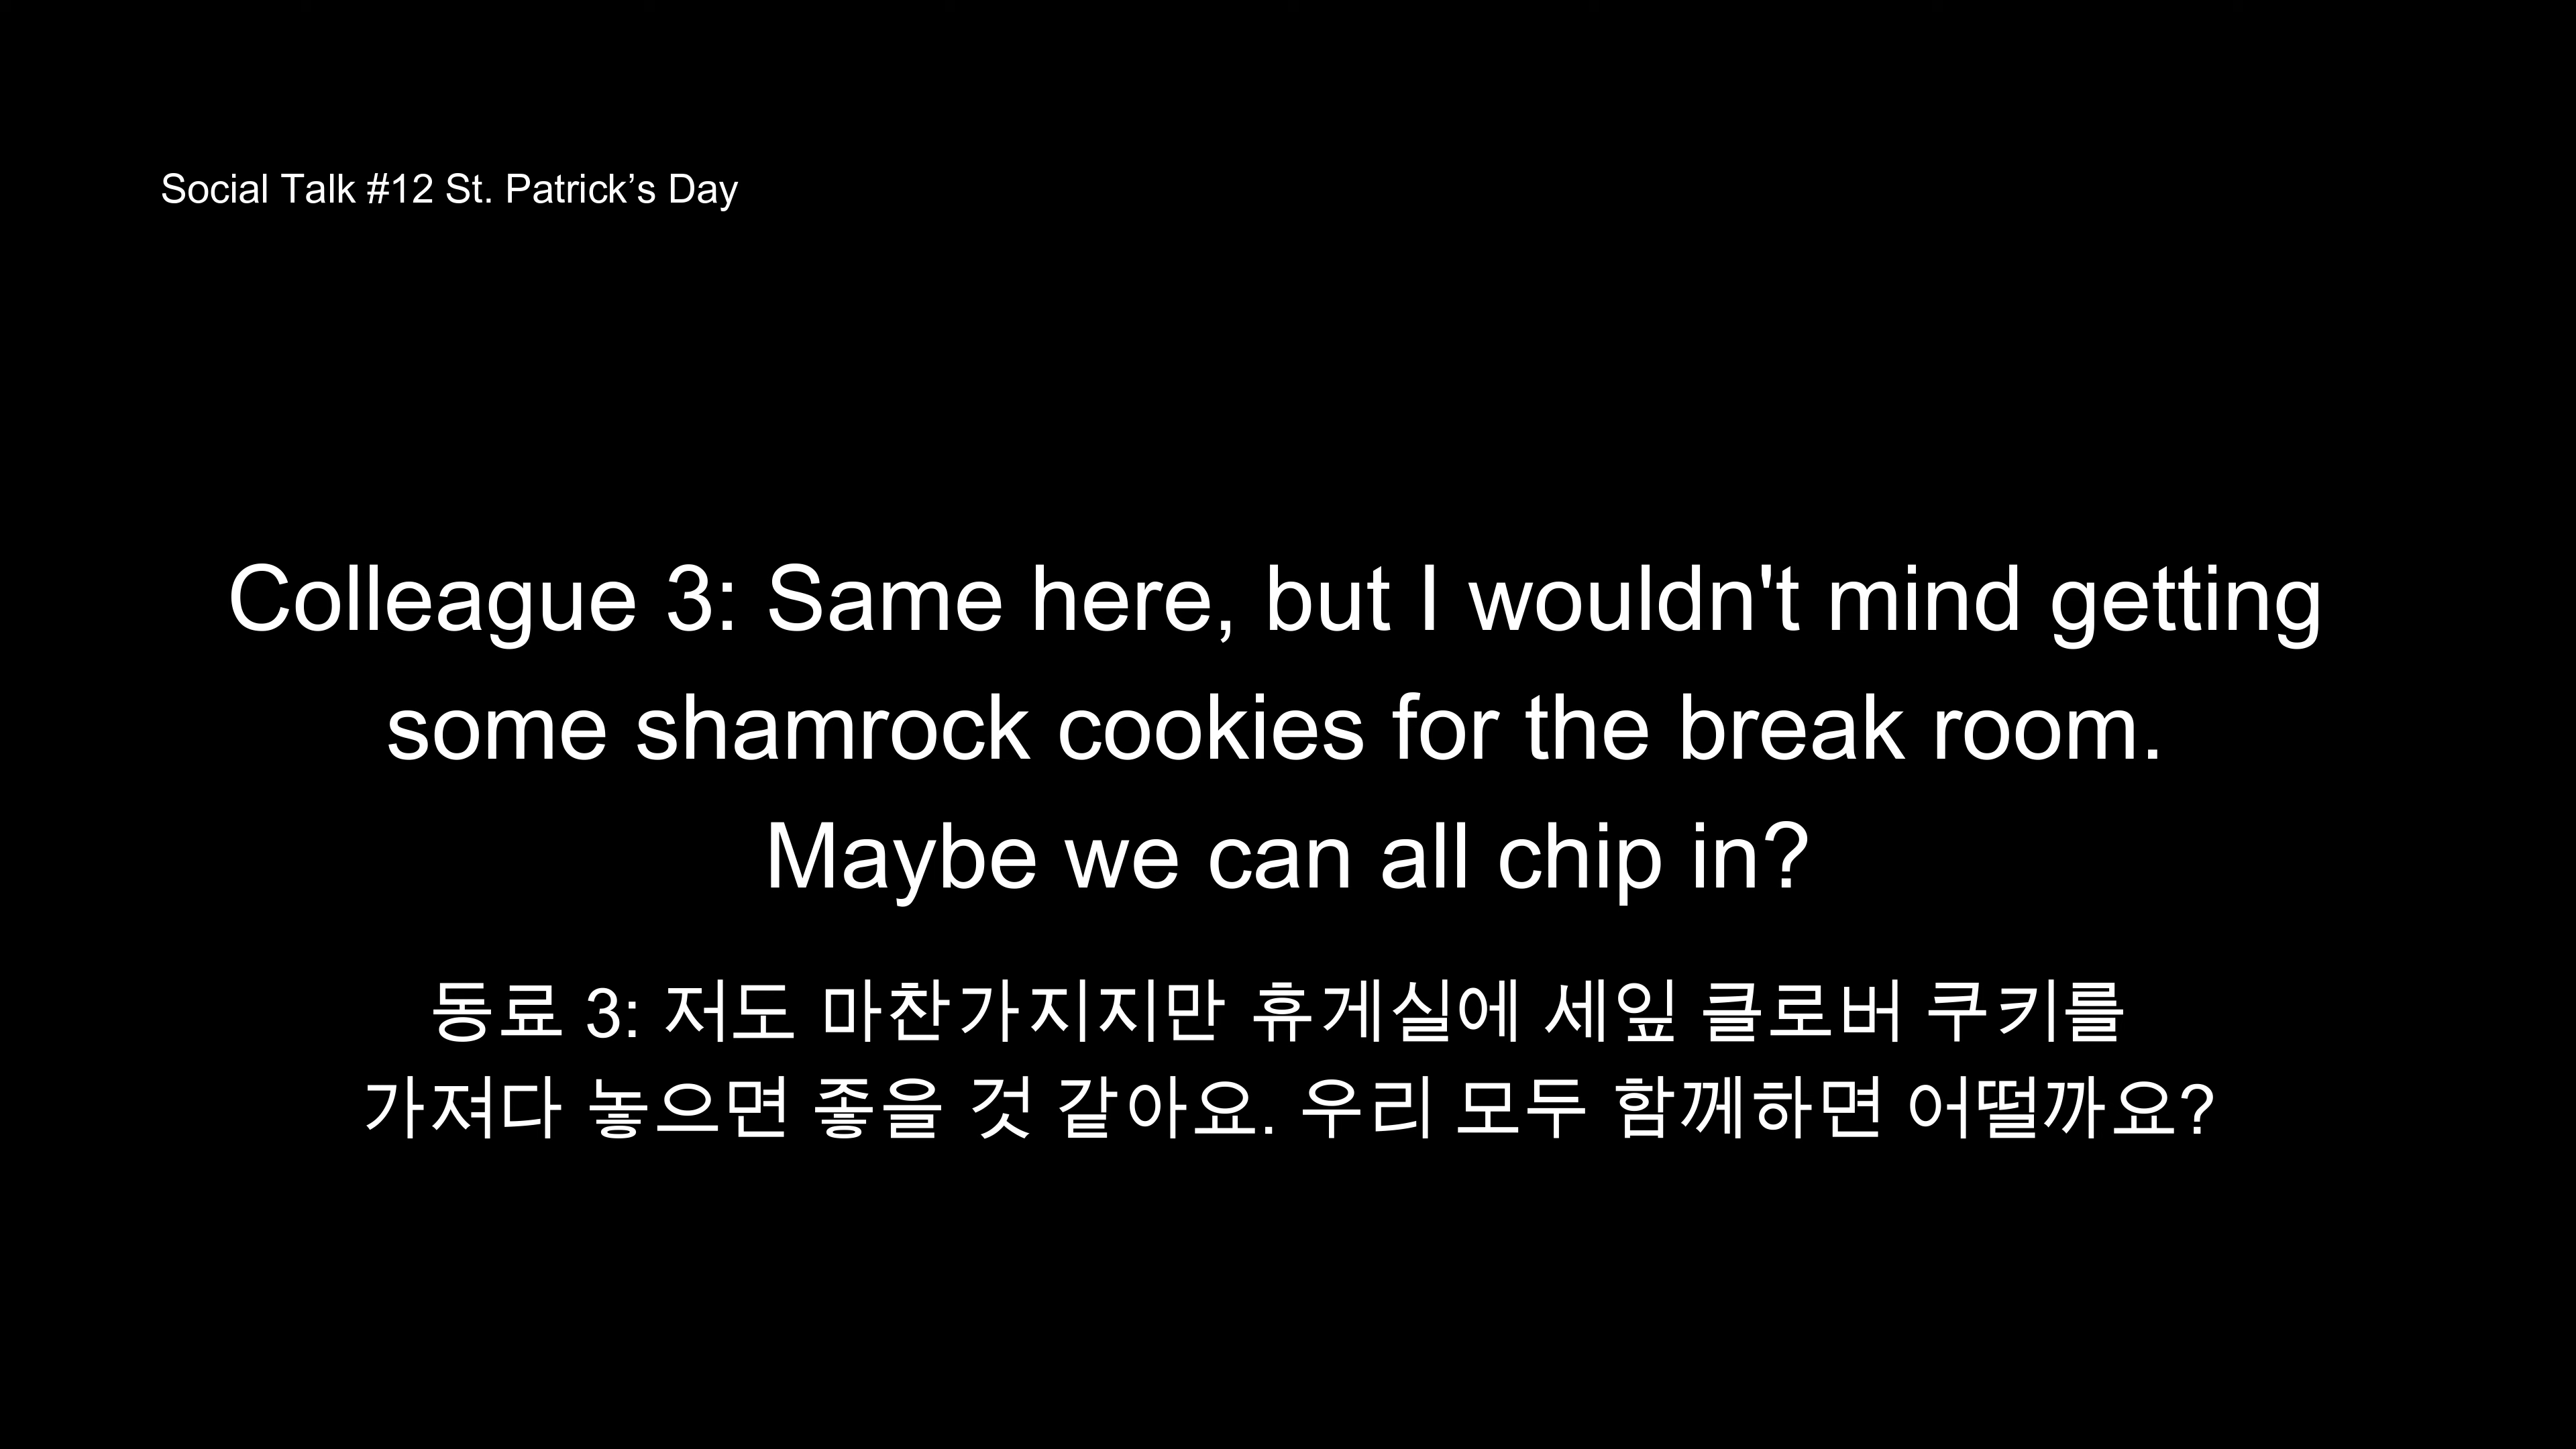 Social Talk #12 St. Patrick’s Day
Colleague 3: Same here, but I wouldn't mind getting
some shamrock cookies for the break room.
Maybe we can all chip in?
동료 3: 저도 마찬가지지만 휴게실에 세잎 클로버 쿠키를
가져다 놓으면 좋을 것 같아요. 우리 모두 함께하면 어떨까요?